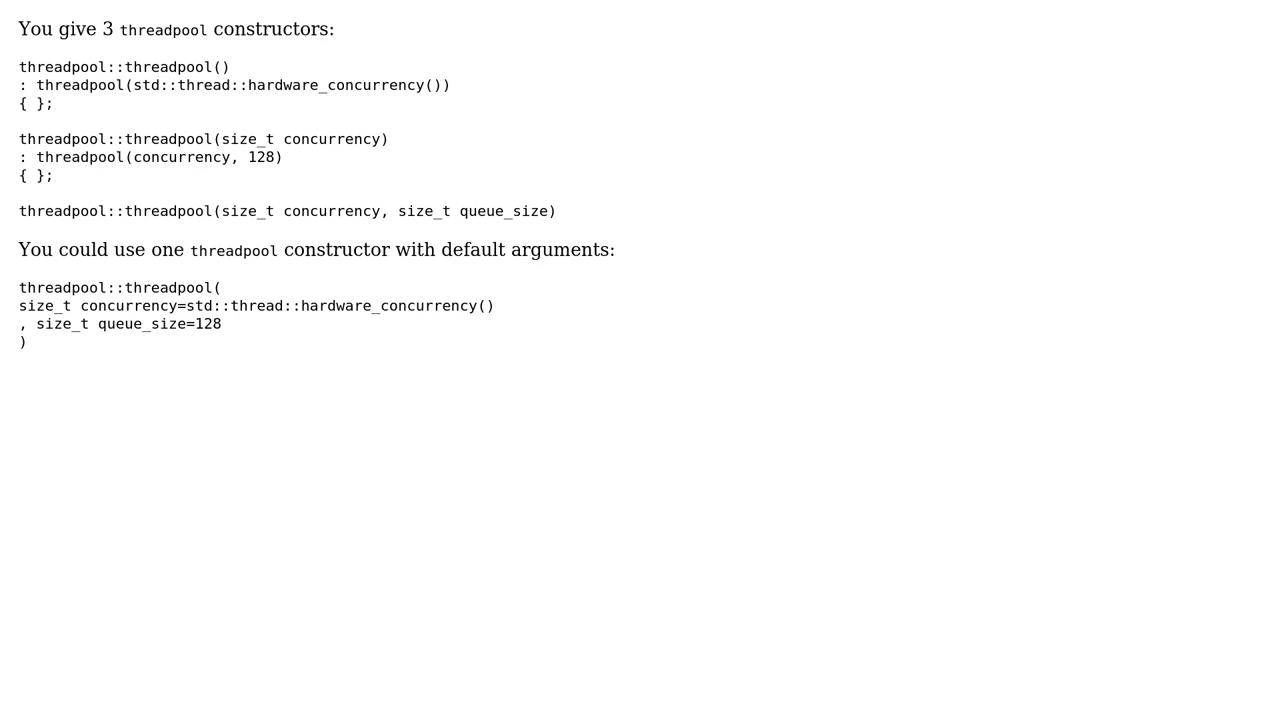 You give 3 threadpool constructors:
threadpool::threadpool()
: threadpool(std::thread::hardware_concurrency())
{ };
threadpool::threadpool(size_t concurrency)
: threadpool(concurrency, 128)
{ };
threadpool::threadpool(size_t concurrency, size_t queue_size)
You could use one threadpool constructor with default arguments:
threadpool::threadpool(
size_t concurrency=std::thread::hardware_concurrency()
, size_t queue_size=128
)